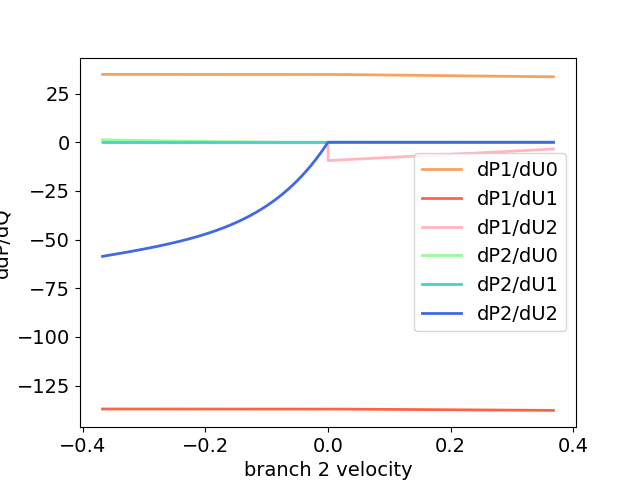 25
0
−25
−50
−75
−100
−125
ddP/dQ
dP1/dU0
dP1/dU1
dP1/dU2
dP2/dU0
dP2/dU1
dP2/dU2
−0.4 −0.2 0.0 0.2 0.4
branch 2 velocity